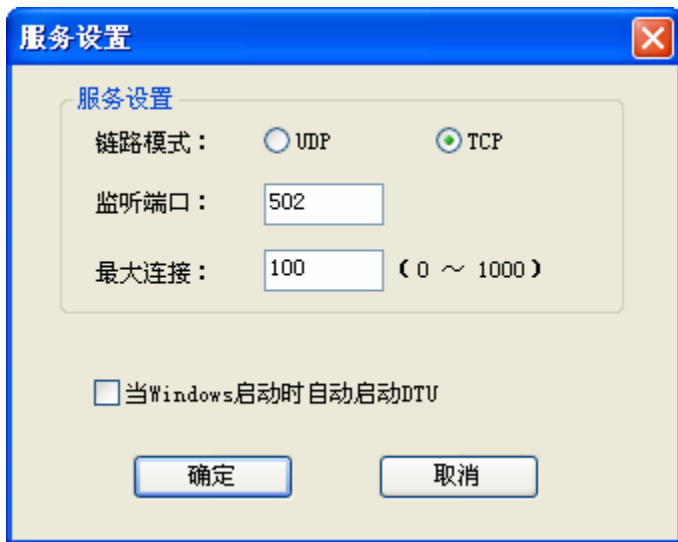 服务设置
服务设置
链路模式： UDP TCP
监听端口： 502
最大连接： 100 (0 ～ 1000)
当Windows启动时自动启动DTU
确定 取消